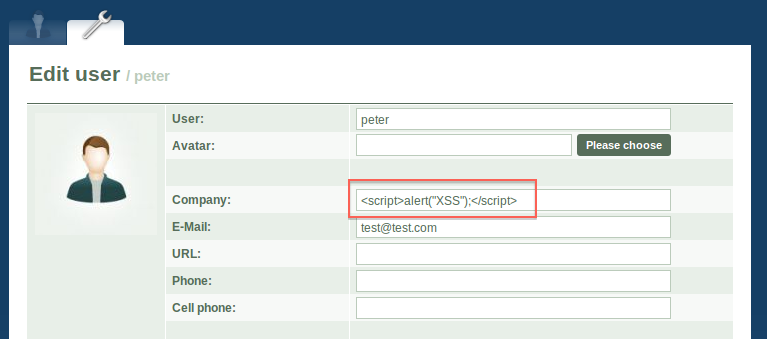 Edit user / peter
User: peter
Avatar: Please choose
Company: <script>alert("XSS");</script>
E-Mail: test@test.com
URL:
Phone:
Cell phone: